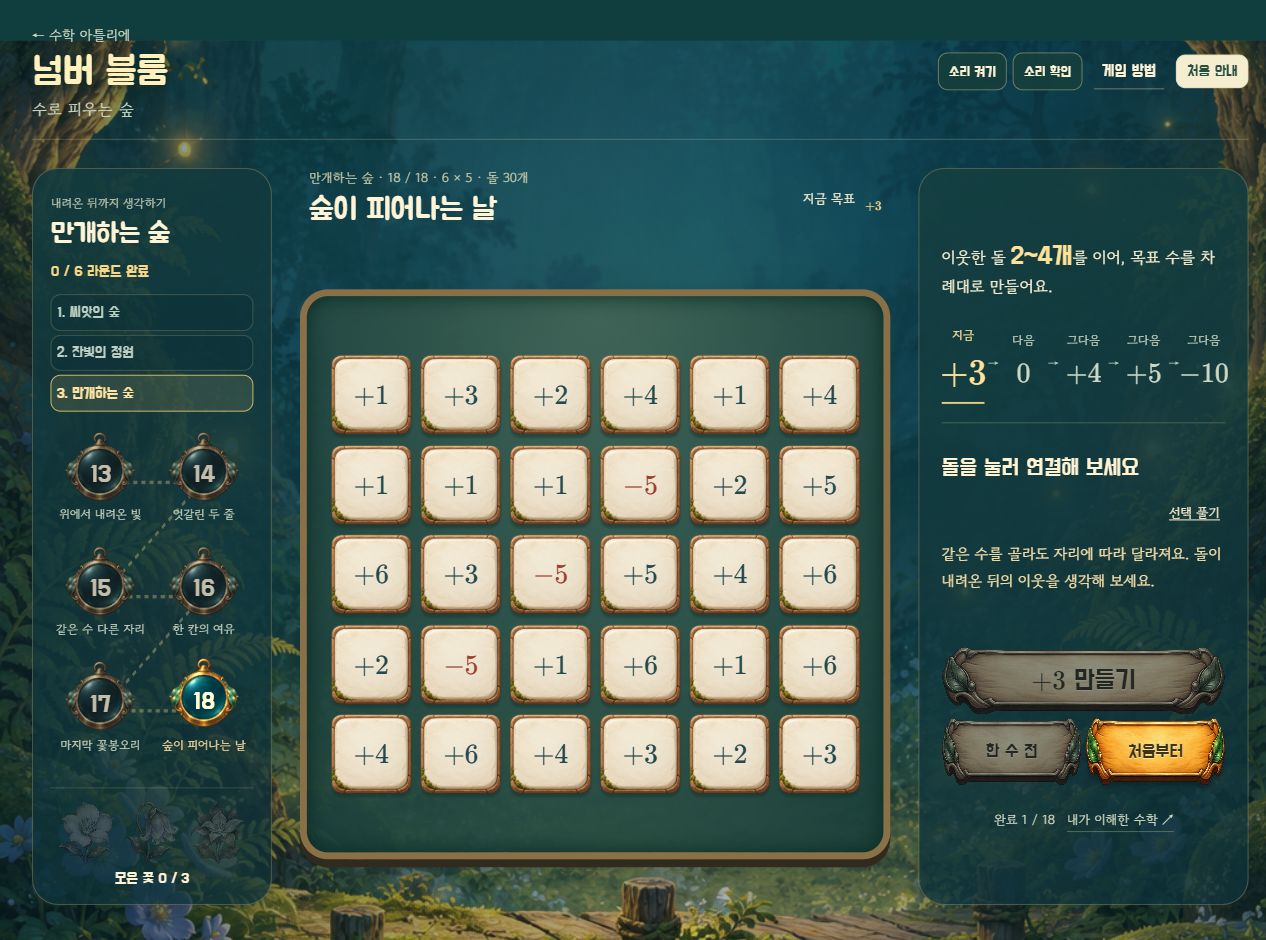 ← 수학 아틀리에
넘버 블룸
수로 피우는 숲
소리 켜기
소리 확인
게임 방법
처음 안내
내려온 뒤까지 생각하기
만개하는 숲
0 / 6 라운드 완료
1. 씨앗의 숲
2. 잔빛의 정원
3. 만개하는 숲
13 14
위에서 내려온 빛 엇갈린 두 줄
15 16
같은 수 다른 자리 한 칸의 여유
17 18
마지막 꽃봉오리 숲이 피어나는 날
모은 꽃 0 / 3
만개하는 숲 · 18 / 18 · 6 × 5 · 돌 30개
숲이 피어나는 날
지금 목표 +3
+1 +3 +2 +4 +1 +4
+1 +1 +1 −5 +2 +5
+6 +3 −5 +5 +4 +6
+2 −5 +1 +6 +1 +6
+4 +6 +4 +3 +2 +3
이웃한 돌 2~4개를 이어, 목표 수를 차
례대로 만들어요.
지금 다음 그다음 그다음 그다음
+3 → 0 → +4 → +5 → −10
돌을 눌러 연결해 보세요
선택 풀기
같은 수를 골라도 자리에 따라 달라져요. 돌이
내려온 뒤의 이웃을 생각해 보세요.
+3 만들기
한 수 전
처음부터
완료 1 / 18 내가 이해한 수학 ↗